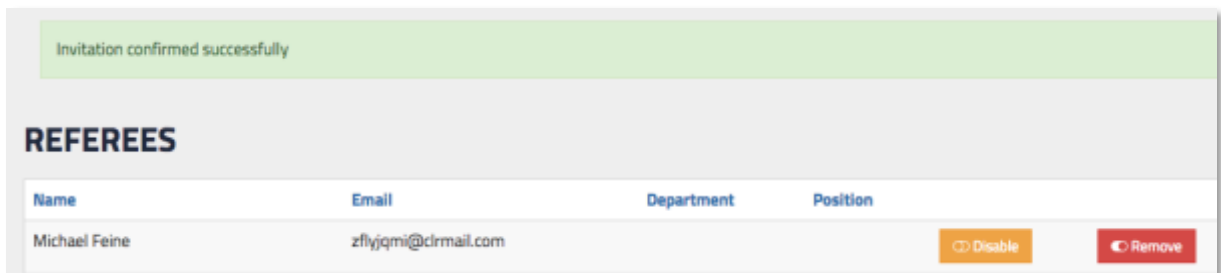 Invitation confirmed successfully
REFEREES
Name Email Department Position
Michael Feine zflyjqmi@clrmail.com Disable Remove